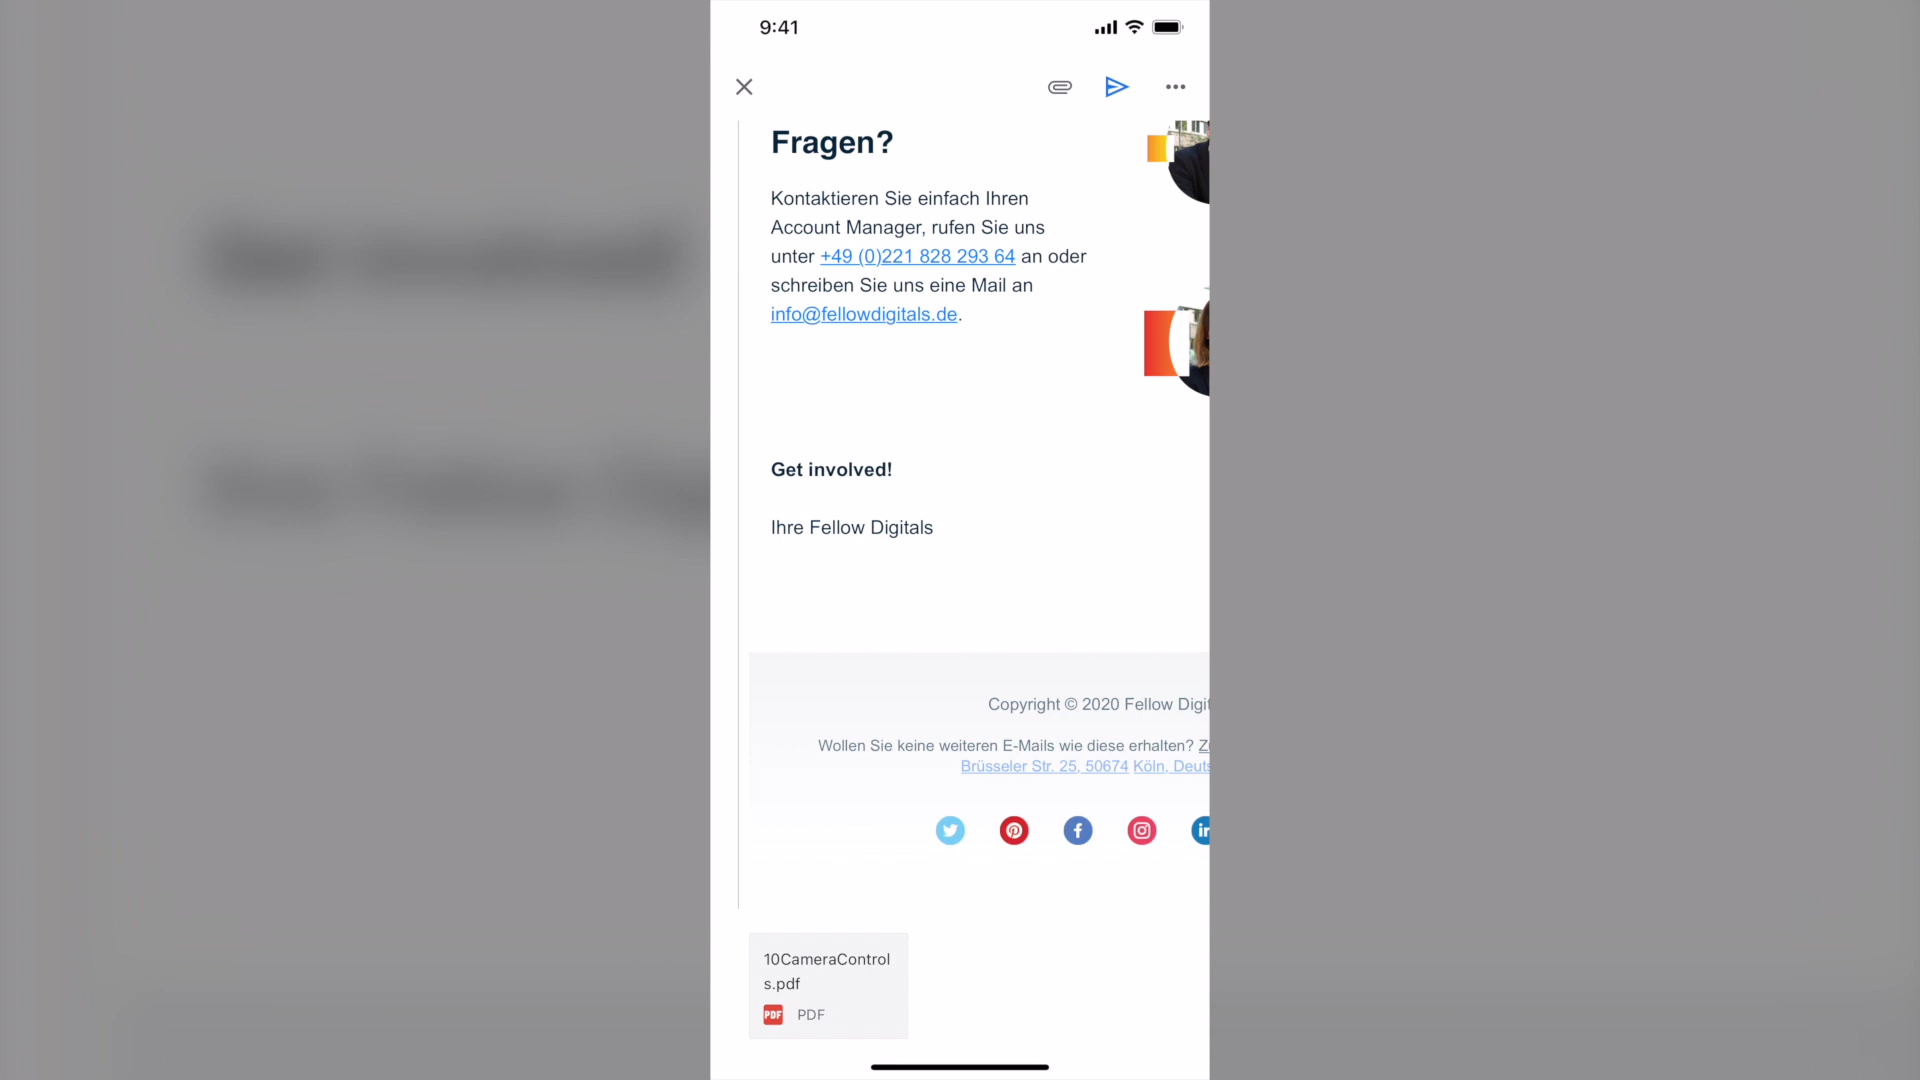 9:41
Fragen?
Kontaktieren Sie einfach Ihren
Account Manager, rufen Sie uns
unter +49 (0)221 828 293 64 an oder
schreiben Sie uns eine Mail an
info@fellowdigitals.de.
Get involved!
Ihre Fellow Digitals
Copyright © 2020 Fellow Digit
Wollen Sie keine weiteren E-Mails wie diese erhalten? Z
Brüsseler Str. 25, 50674 Köln, Deuts
10CameraControl
s.pdf
PDF PDF